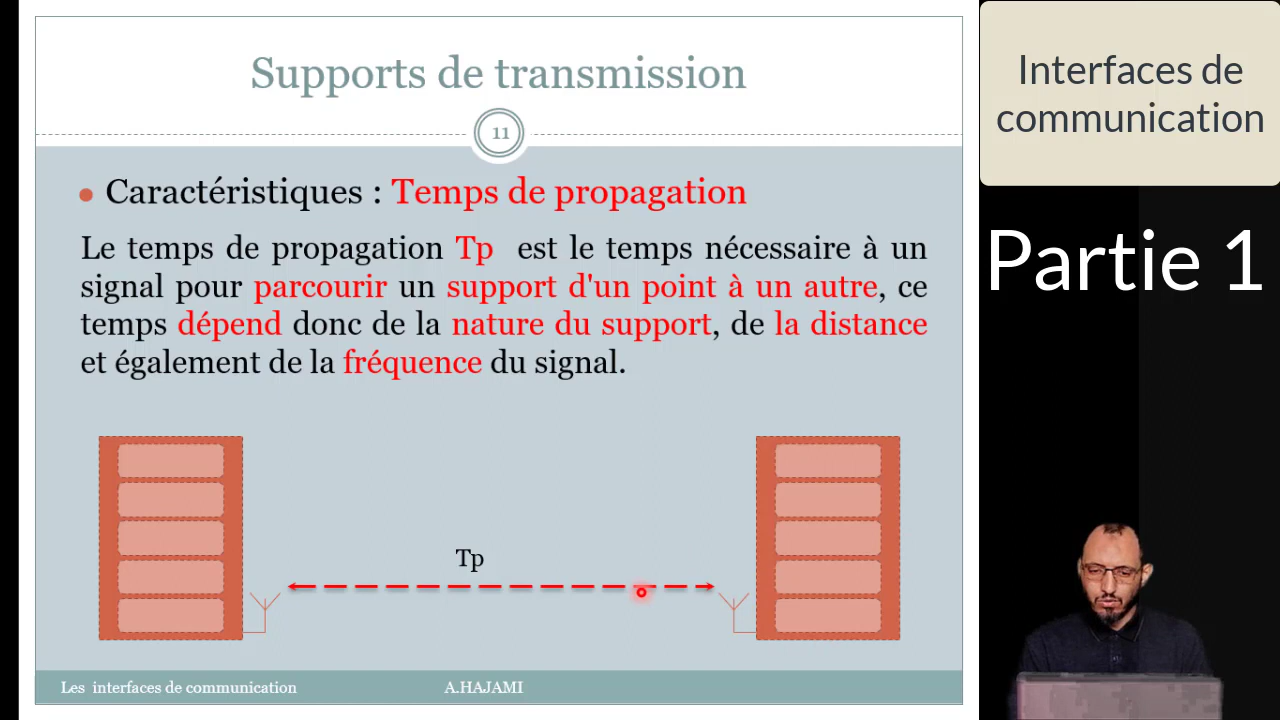 Supports de transmission
11
Caractéristiques : Temps de propagation
Le temps de propagation Tp est le temps nécessaire à un
signal pour parcourir un support d'un point à un autre, ce
temps dépend donc de la nature du support, de la distance
et également de la fréquence du signal.
Tp
Les interfaces de communication
A.HAJAMI
Interfaces de
communication
Partie 1